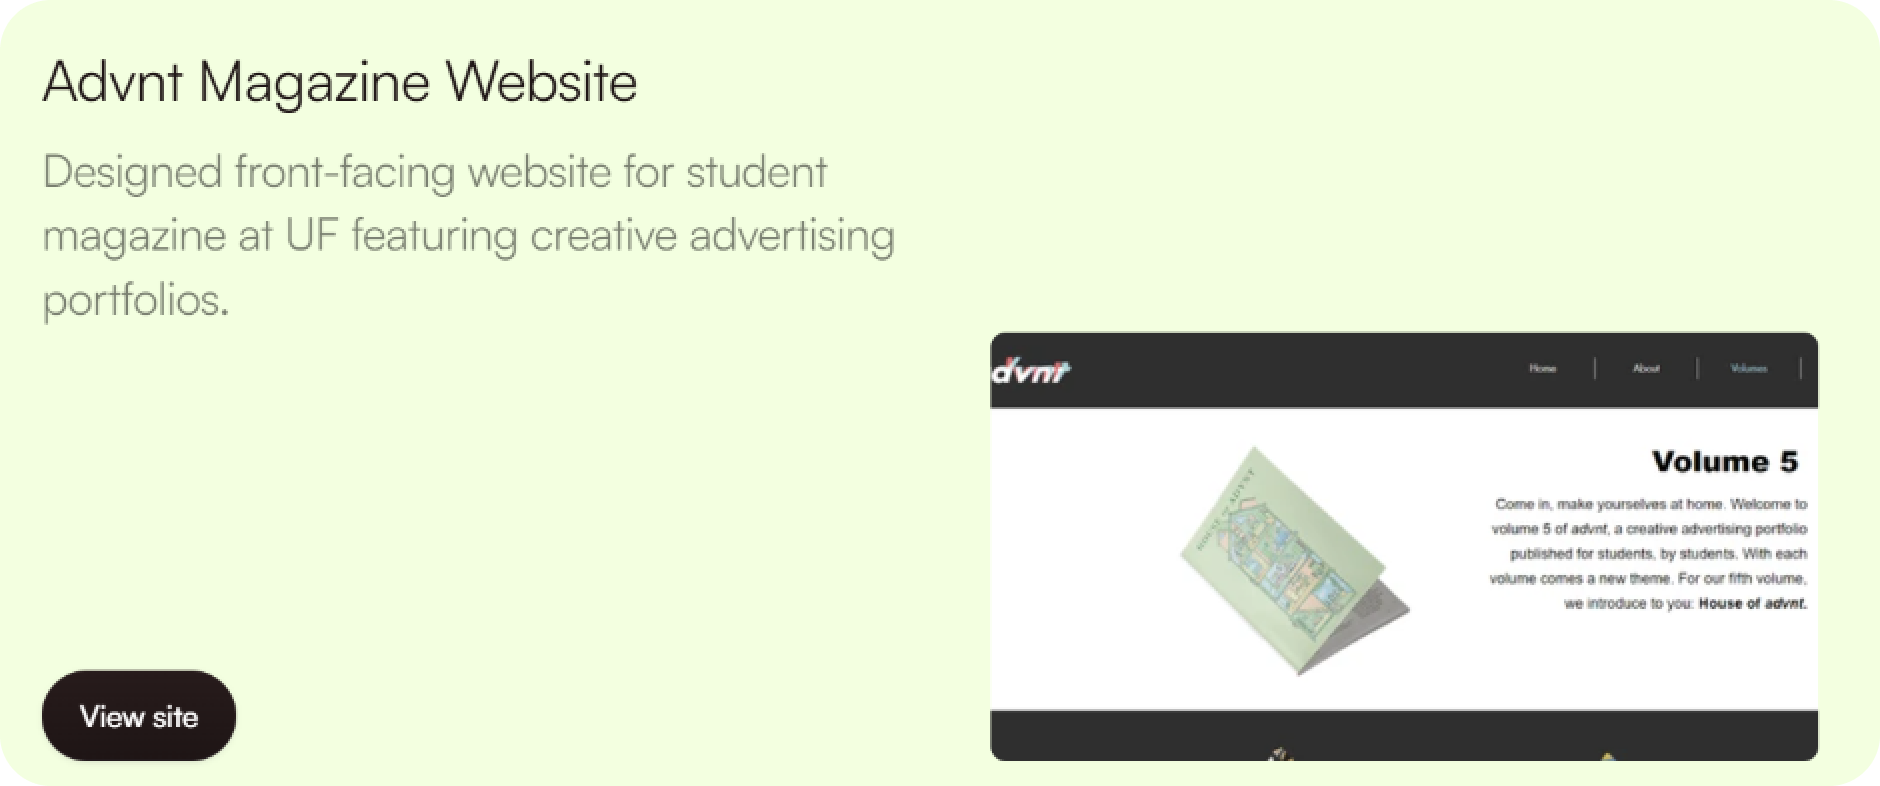 Advnt Magazine Website
Designed front-facing website for student
magazine at UF featuring creative advertising
portfolios.
View site
dvnt
Home
About
Volumes
HOUSE OF ADVNT
Volume 5
Come in, make yourselves at home. Welcome to
volume 5 of advnt, a creative advertising portfolio
published for students, by students. With each
volume comes a new theme. For our fifth volume,
we introduce to you: House of advnt.